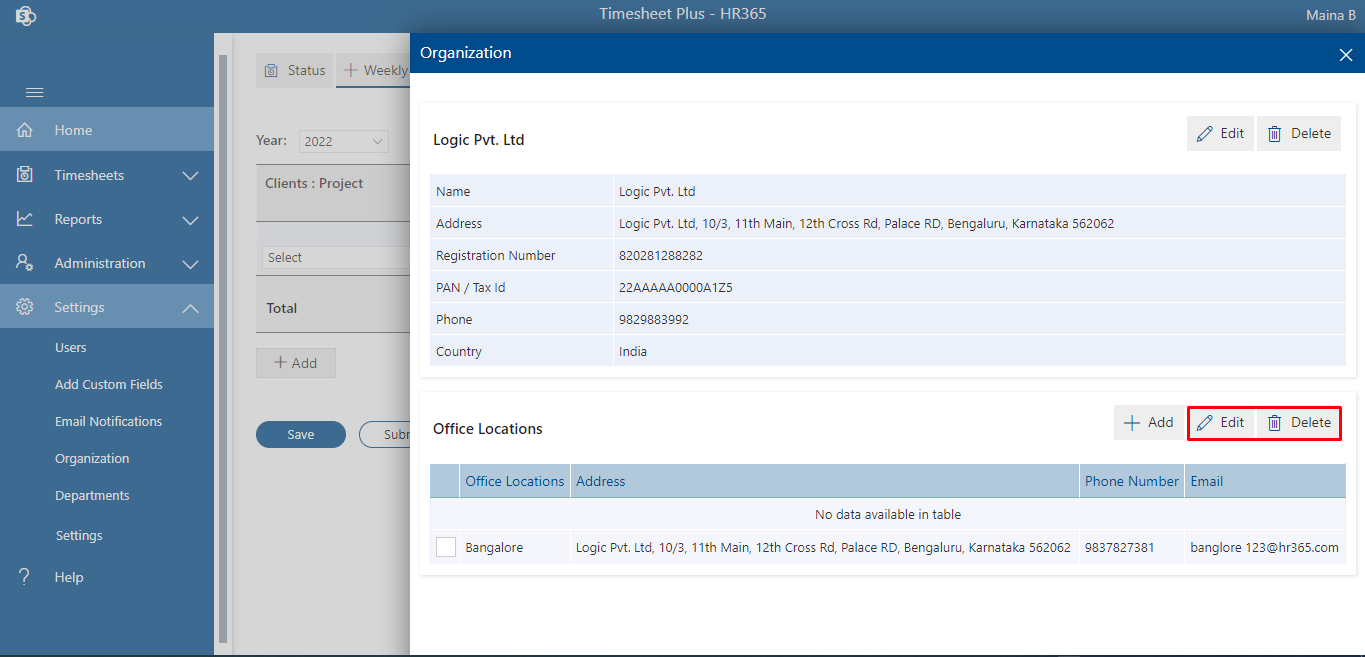 Timesheet Plus - HR365
Maina B
Home
Timesheets
Reports
Administration
Settings
Users
Add Custom Fields
Email Notifications
Organization
Departments
Settings
? Help
Status
+ Weekly
Year: 2022
Clients : Project
Select
Total
+ Add
Save
Subm
Organization
Logic Pvt. Ltd
Edit
Delete
Name Logic Pvt. Ltd
Address Logic Pvt. Ltd, 10/3, 11th Main, 12th Cross Rd, Palace RD, Bengaluru, Karnataka 562062
Registration Number 820281288282
PAN / Tax Id 22AAAAA0000A1Z5
Phone 9829883992
Country India
Office Locations
+ Add
Edit
Delete
Office Locations Address Phone Number Email
No data available in table
Bangalore Logic Pvt. Ltd, 10/3, 11th Main, 12th Cross Rd, Palace RD, Bengaluru, Karnataka 562062 9837827381 banglore 123@hr365.com